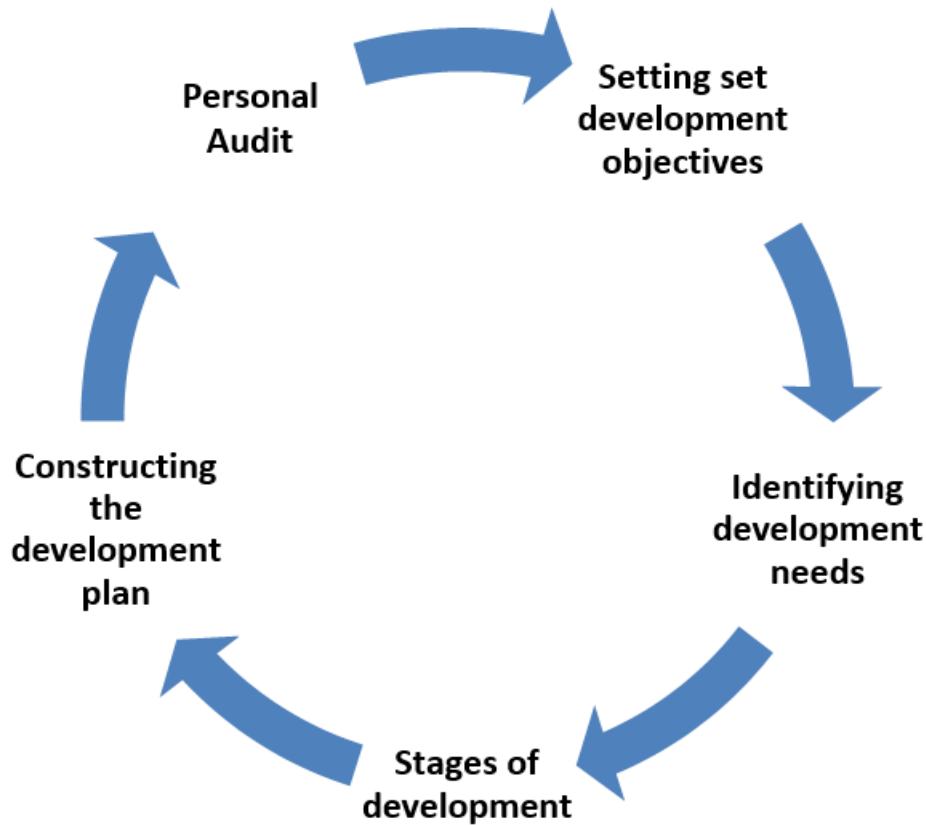 Personal
Audit
Setting set
development
objectives
Identifying
development
needs
Stages of
development
Constructing
the
development
plan